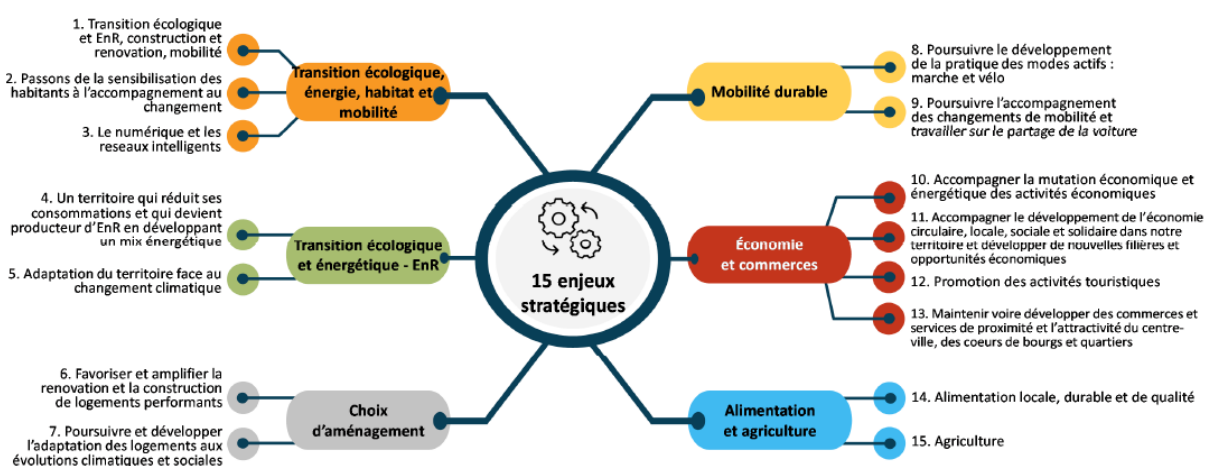 1. Transition écologique
et EnR, construction et
renovation, mobilité
2. Passons de la sensibilisation des
habitants à l'accompagnement au
changement
3. Le numérique et les
reseaux intelligents
Transition écologique,
énergie, habitat et
mobilité
4. Un territoire qui réduit ses
consommations et qui devient
producteur d'EnR en développant
un mix énergétique
5. Adaptation du territoire face au
changement climatique
Transition écologique
et énergétique - EnR
6. Favoriser et amplifier la
renovation et la construction
de logements performants
7. Poursuivre et développer
l'adaptation des logements aux
évolutions climatiques et sociales
Choix
d'aménagement
15 enjeux
stratégiques
Mobilité durable
8. Poursuivre le développement
de la pratique des modes actifs :
marche et vélo
9. Poursuivre l'accompagnement
des changements de mobilité et
travailler sur le partage de la voiture
Économie
et commerces
10. Accompagner la mutation économique et
énergétique des activités économiques
11. Accompagner le développement de l'économie
circulaire, locale, sociale et solidaire dans notre
territoire et développer de nouvelles filières et
opportunités économiques
12. Promotion des activités touristiques
13. Maintenir voire développer des commerces et
services de proximité et l'attractivité du centre-
ville, des coeurs de bourgs et quartiers
Alimentation
et agriculture
14. Alimentation locale, durable et de qualité
15. Agriculture